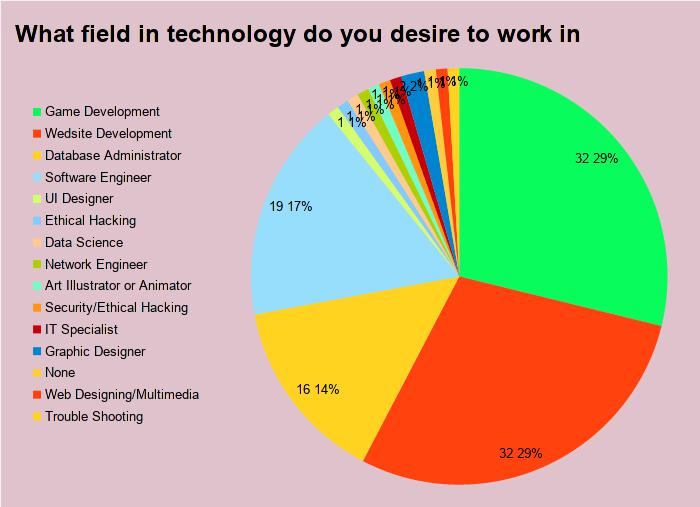 What field in technology do you desire to work in
Game Development
Wedsite Development
Database Administrator
Software Engineer
UI Designer
Ethical Hacking
Data Science
Network Engineer
Art Illustrator or Animator
Security/Ethical Hacking
IT Specialist
Graphic Designer
None
Web Designing/Multimedia
Trouble Shooting
32 29%
32 29%
16 14%
19 17%
1 1%